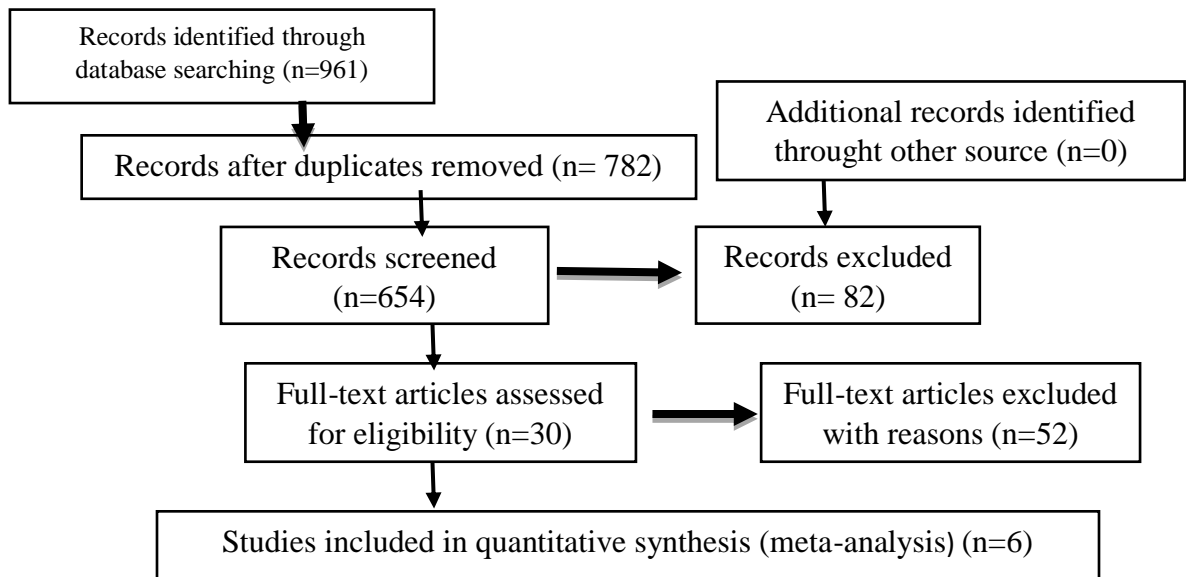 Records identified through
database searching (n=961)
Additional records identified
throught other source (n=0)
Records after duplicates removed (n= 782)
Records screened
(n=654)
Records excluded
(n= 82)
Full-text articles assessed
for eligibility (n=30)
Full-text articles excluded
with reasons (n=52)
Studies included in quantitative synthesis (meta-analysis) (n=6)